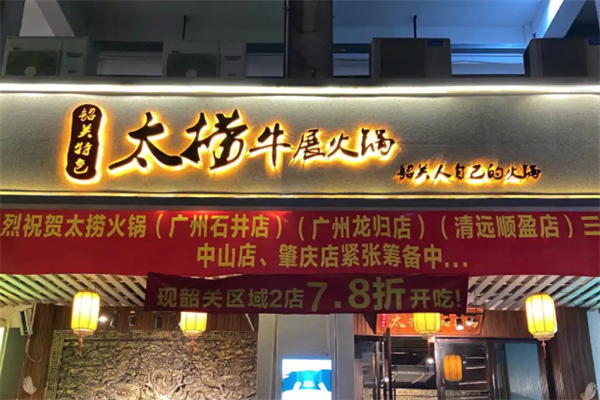 韶关特色
太捞牛展火锅
韶关人自己的火锅
烈祝贺太捞火锅（广州石井店）（广州龙归店）（清远顺盈店）三
中山店、肇庆店紧张筹备中...
现韶关区域2店7.8折开吃!
太